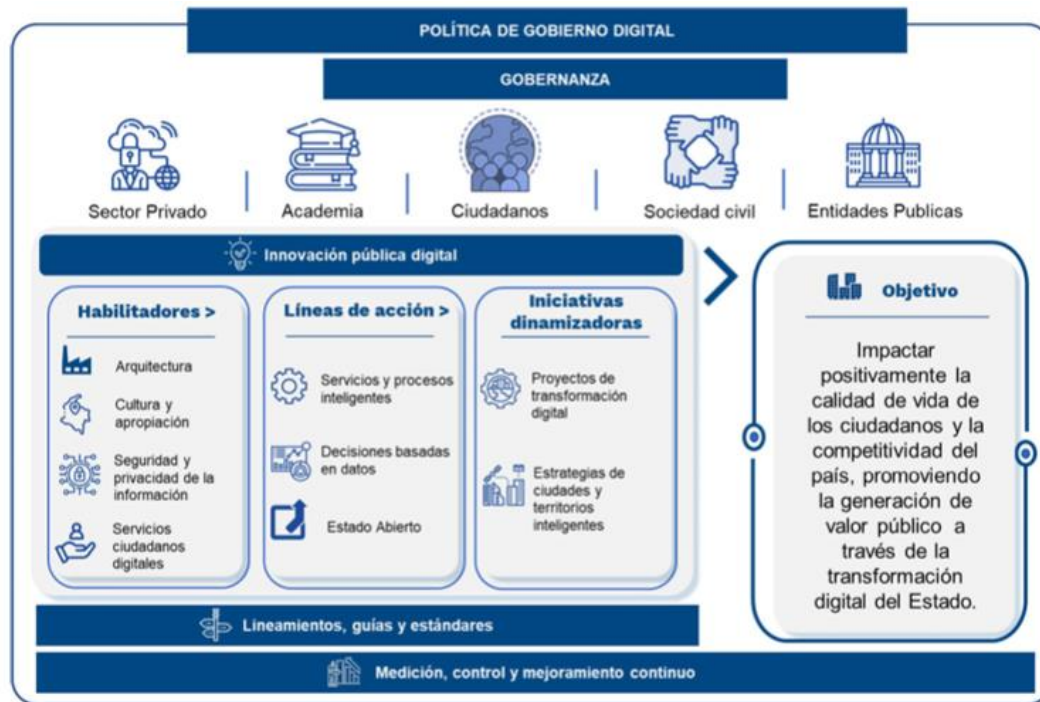 POLÍTICA DE GOBIERNO DIGITAL
GOBERNANZA
Sector Privado
Academia
Ciudadanos
Sociedad civil
Entidades Publicas
Innovación pública digital
Habilitadores >
Arquitectura
Cultura y
apropiación
Seguridad y
privacidad de la
información
Servicios
ciudadanos
digitales
Líneas de acción >
Servicios y procesos
inteligentes
Decisiones basadas
en datos
Estado Abierto
Iniciativas
dinamizadoras
Proyectos de
transformación
digital
Estrategias de
ciudades y
territorios
inteligentes
Objetivo
Impactar
positivamente la
calidad de vida de
los ciudadanos y la
competitividad del
país, promoviendo
la generación de
valor público a
través de la
transformación
digital del Estado.
Lineamientos, guías y estándares
Medición, control y mejoramiento continuo